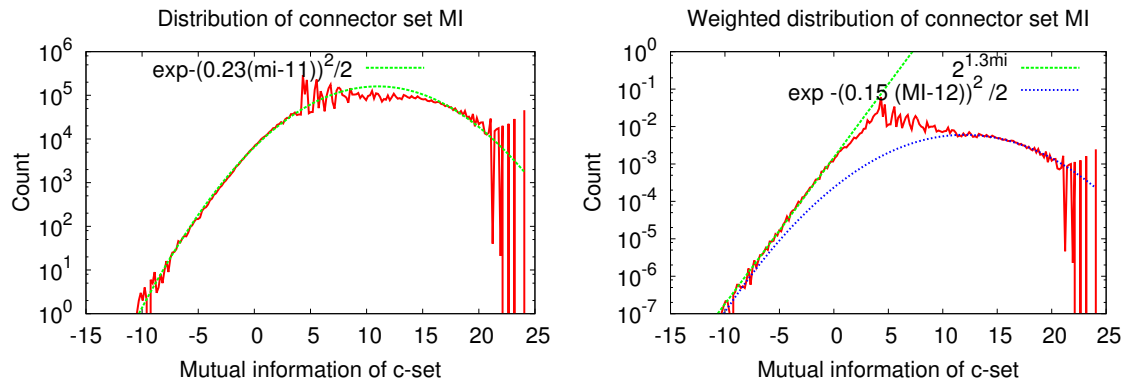 Distribution of connector set MI
10^6
10^5
10^4
10^3
10^2
10^1
10^0
exp-(0.23(mi-11))^2/2
Count
-15 -10 -5 0 5 10 15 20 25
Mutual information of c-set
Weighted distribution of connector set MI
10^0
10^-1
10^-2
10^-3
10^-4
10^-5
10^-6
10^-7
2^1.3mi
exp -(0.15 (MI-12))^2 /2
Count
-15 -10 -5 0 5 10 15 20 25
Mutual information of c-set